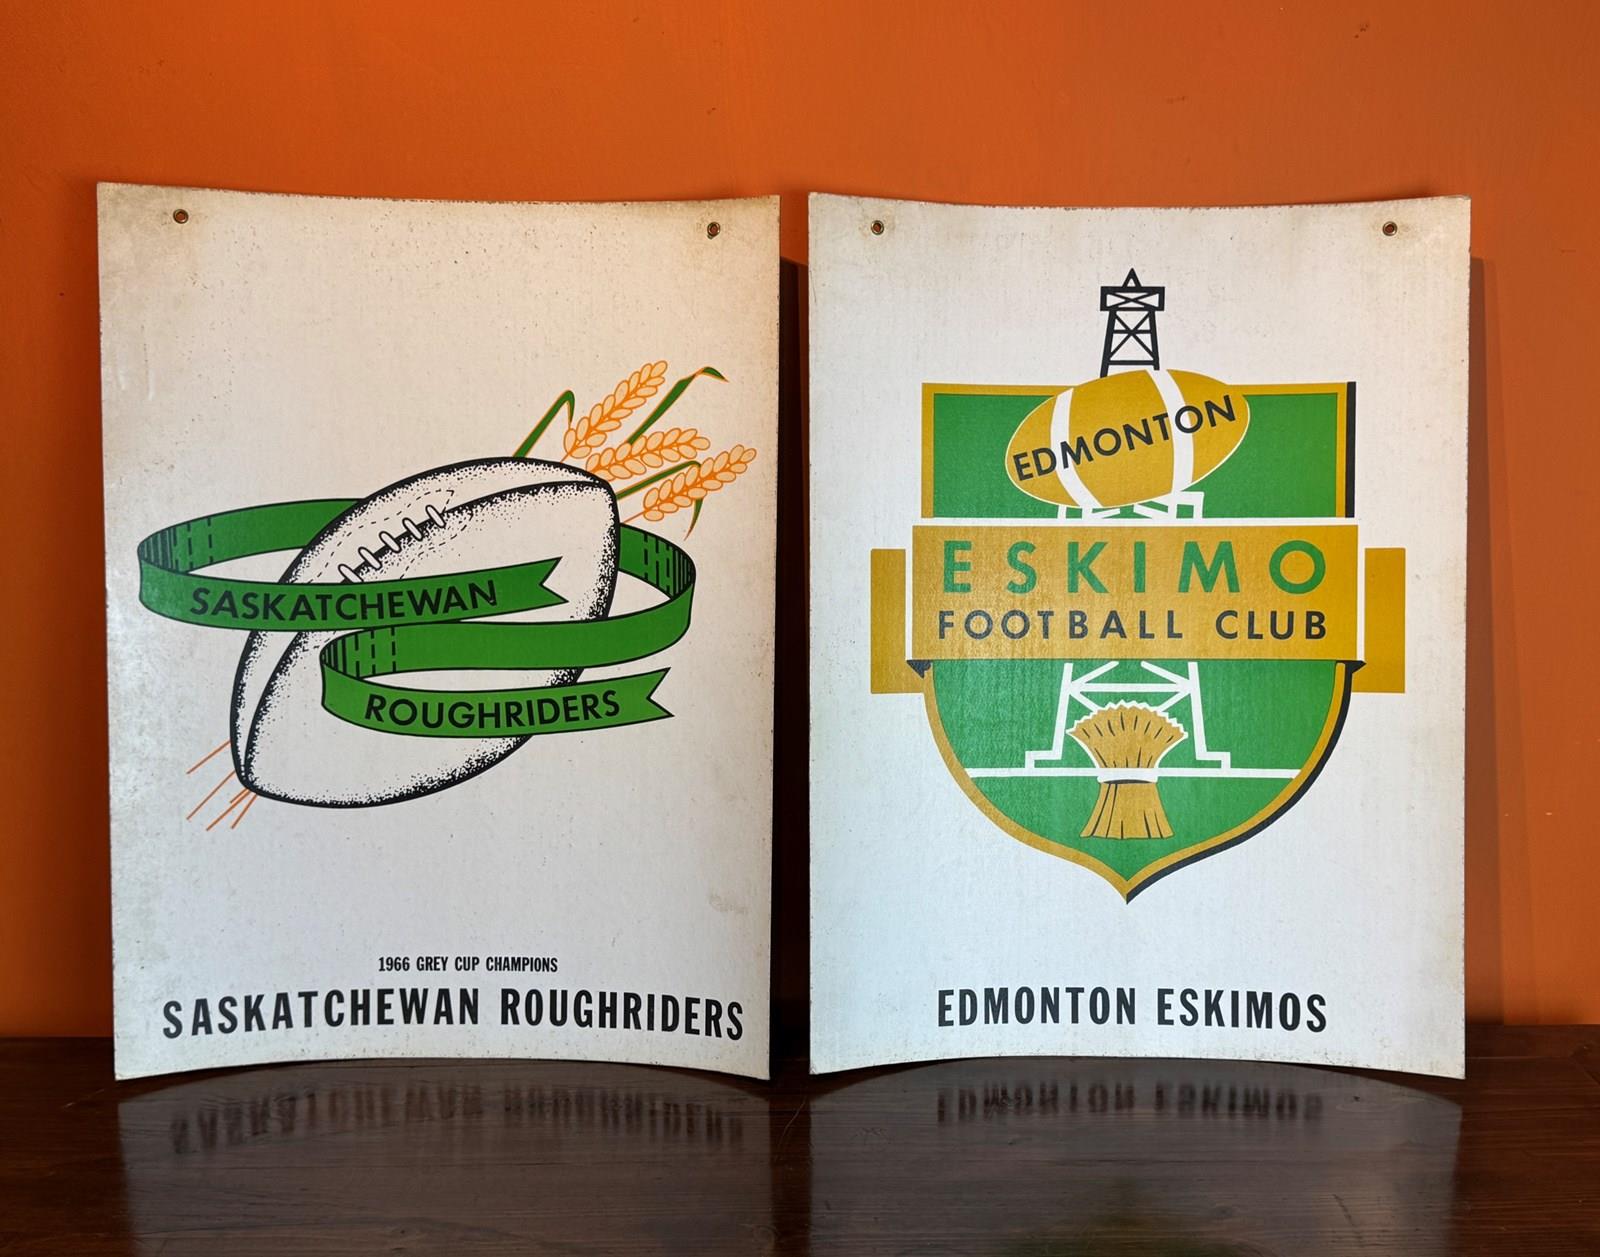 SASKATCHEWAN
ROUGHRIDERS
1966 GREY CUP CHAMPIONS
SASKATCHEWAN ROUGHRIDERS
EDMONTON
ESKIMO
FOOTBALL CLUB
EDMONTON ESKIMOS